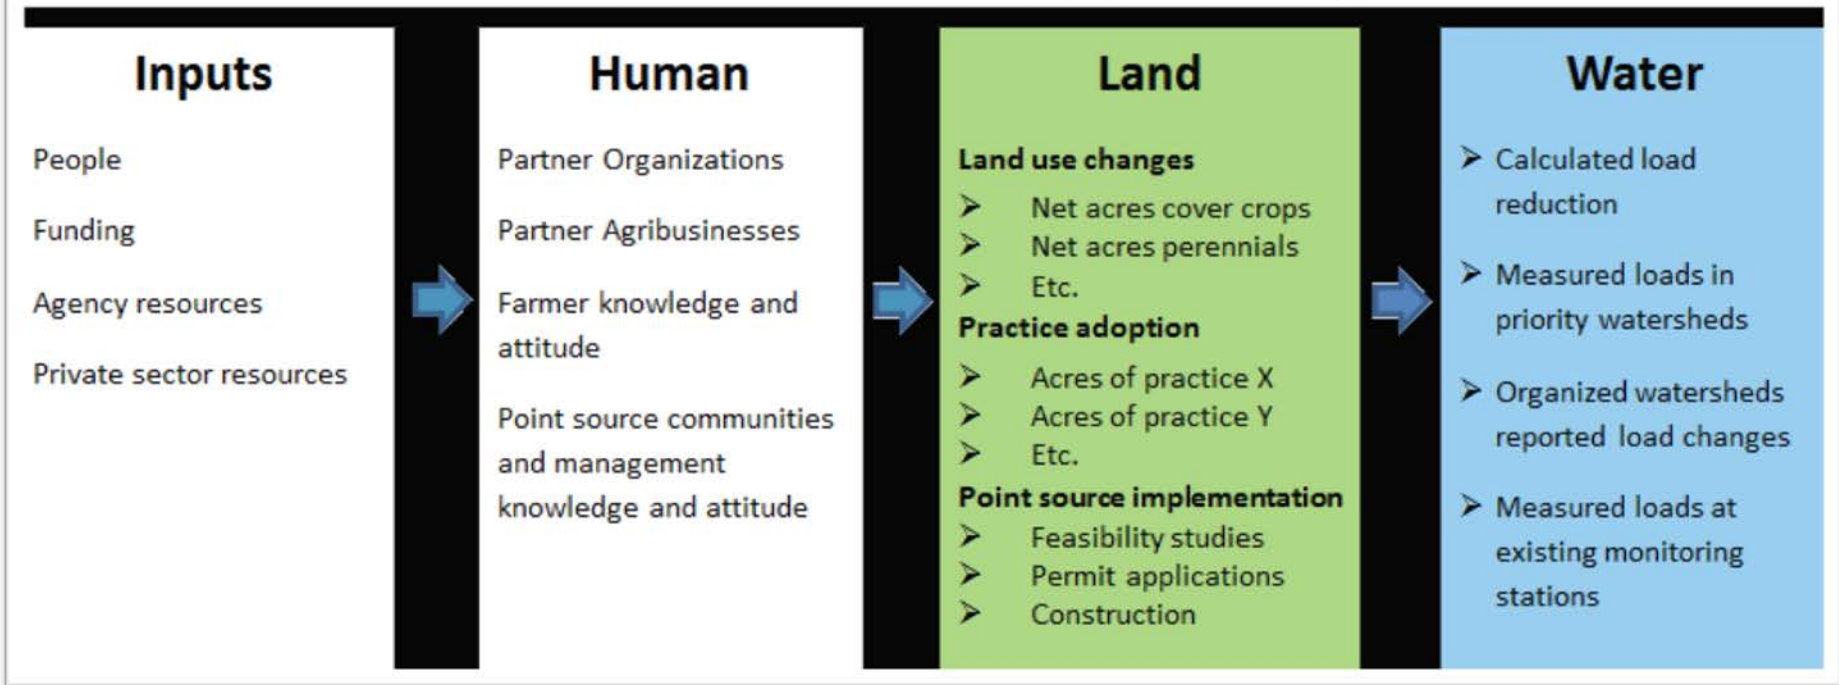 Inputs
People
Funding
Agency resources
Private sector resources
Human
Partner Organizations
Partner Agribusinesses
Farmer knowledge and
attitude
Point source communities
and management
knowledge and attitude
Land
Land use changes
➢ Net acres cover crops
➢ Net acres perennials
➢ Etc.
Practice adoption
➢ Acres of practice X
➢ Acres of practice Y
➢ Etc.
Point source implementation
➢ Feasibility studies
➢ Permit applications
➢ Construction
Water
➢ Calculated load
reduction
➢ Measured loads in
priority watersheds
➢ Organized watersheds
reported load changes
➢ Measured loads at
existing monitoring
stations